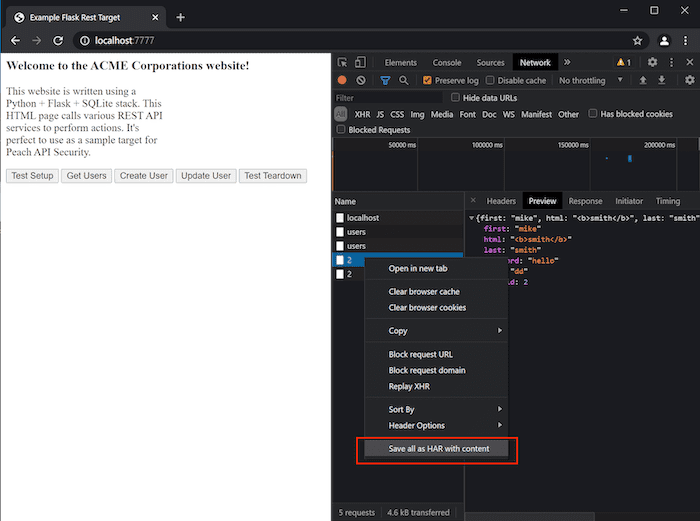 Example Flask Rest Target
localhost:7777
Welcome to the ACME Corporations website!
This website is written using a
Python + Flask + SQLite stack. This
HTML page calls various REST API
services to perform actions. It's
perfect to use as a sample target for
Peach API Security.
Test Setup Get Users Create User Update User Test Teardown
Elements Console Sources Network » 1
Preserve log Disable cache No throttling
Filter Hide data URLs
All XHR JS CSS Img Media Font Doc WS Manifest Other Has blocked cookies
Blocked Requests
50000 ms 100000 ms 150000 ms 200000 ms
Name
localhost
users
users
2
2
Headers Preview Response Initiator Timing
{first: "mike", html: "<b>smith</b>", last: "smith"
first: "mike"
html: "<b>smith</b>"
last: "smith"
ord: "hello"
"dd"
id: 2
Open in new tab
Clear browser cache
Clear browser cookies
Copy
Block request URL
Block request domain
Replay XHR
Sort By
Header Options
Save all as HAR with content
5 requests 4.6 kB transferred